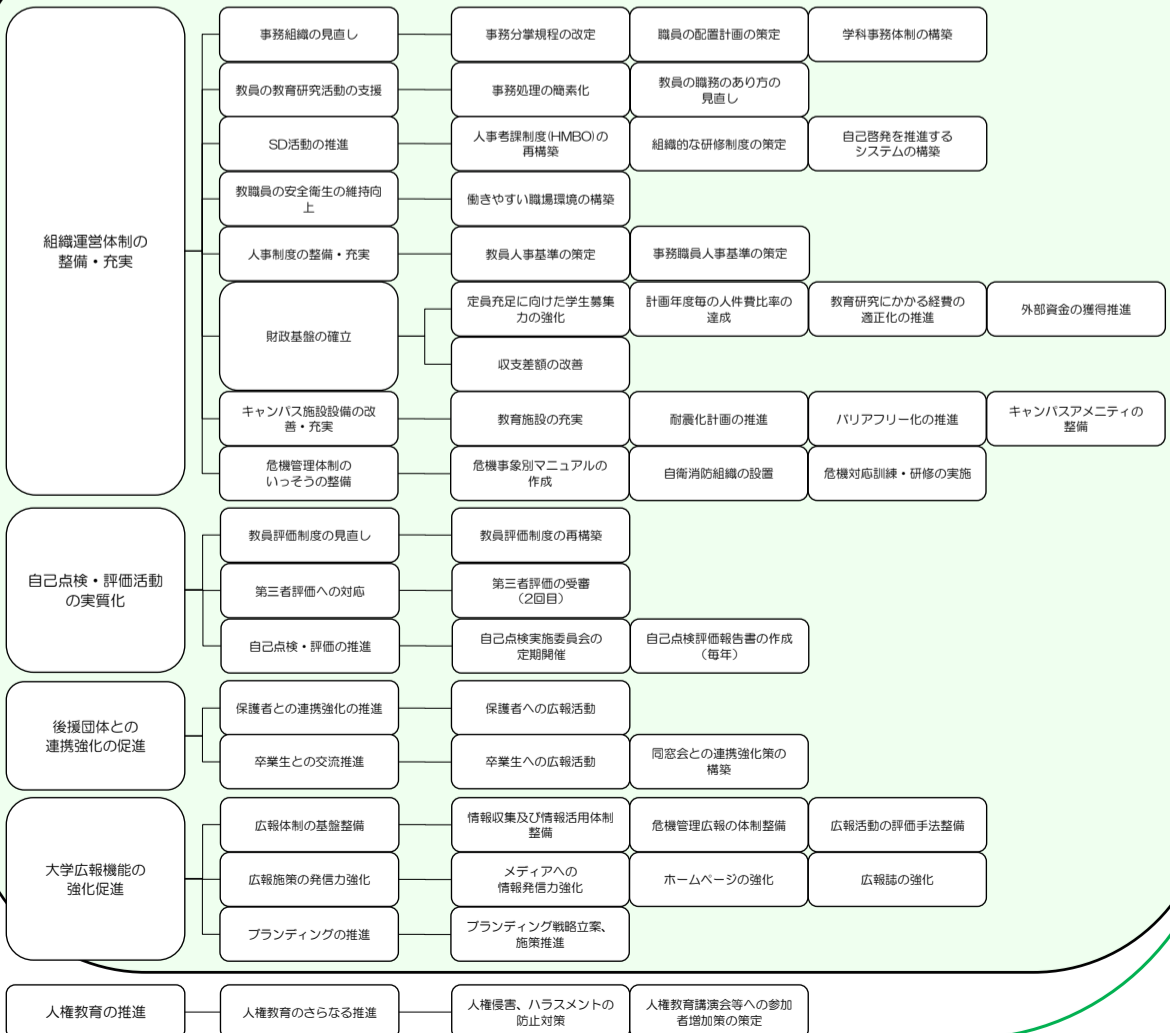 組織運営体制の
整備・充実
事務組織の見直し
事務分掌規程の改定
職員の配置計画の策定
学科事務体制の構築
教員の教育研究活動の支援
事務処理の簡素化
教員の職務のあり方の
見直し
SD活動の推進
人事考課制度(HMBO)の
再構築
組織的な研修制度の策定
自己啓発を推進する
システムの構築
教職員の安全衛生の維持向
上
働きやすい職場環境の構築
人事制度の整備・充実
教員人事基準の策定
事務職員人事基準の策定
財政基盤の確立
定員充足に向けた学生募集
力の強化
計画年度毎の人件費比率の
達成
教育研究にかかる経費の
適正化の推進
外部資金の獲得推進
収支差額の改善
キャンパス施設設備の改
善・充実
教育施設の充実
耐震化計画の推進
バリアフリー化の推進
キャンパスアメニティの
整備
危機管理体制の
いっそうの整備
危機事象別マニュアルの
作成
自衛消防組織の設置
危機対応訓練・研修の実施
自己点検・評価活動
の実質化
教員評価制度の見直し
教員評価制度の再構築
第三者評価への対応
第三者評価の受審
（2回目）
自己点検・評価の推進
自己点検実施委員会の
定期開催
自己点検評価報告書の作成
（毎年）
後援団体との
連携強化の促進
保護者との連携強化の推進
保護者への広報活動
卒業生との交流推進
卒業生への広報活動
同窓会との連携強化策の
構築
大学広報機能の
強化促進
広報体制の基盤整備
情報収集及び情報活用体制
整備
危機管理広報の体制整備
広報活動の評価手法整備
広報施策の発信力強化
メディアへの
情報発信力強化
ホームページの強化
広報誌の強化
ブランディングの推進
ブランディング戦略立案、
施策推進
人権教育の推進
人権教育のさらなる推進
人権侵害、ハラスメントの
防止対策
人権教育講演会等への参加
者増加策の策定